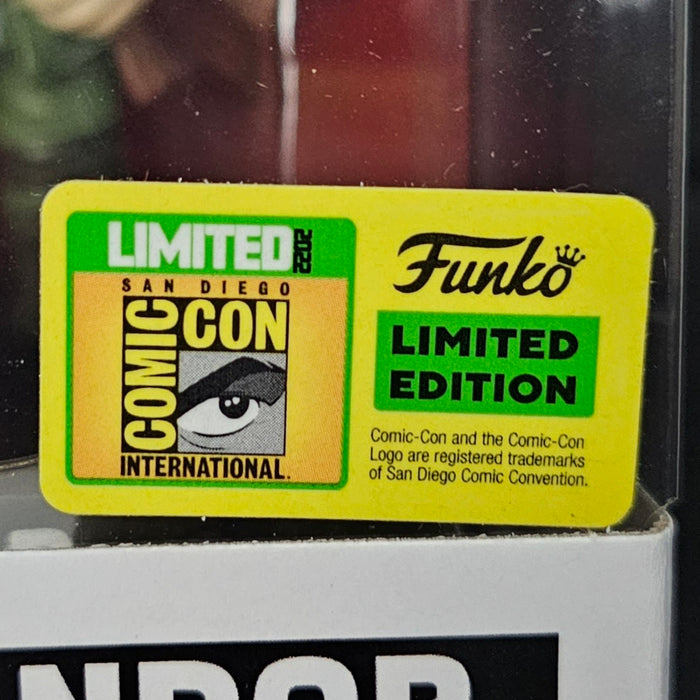 LIMITED 2022
SAN DIEGO
COMIC CON
INTERNATIONAL.
Funko
LIMITED
EDITION
Comic-Con and the Comic-Con
Logo are registered trademarks
of San Diego Comic Convention.